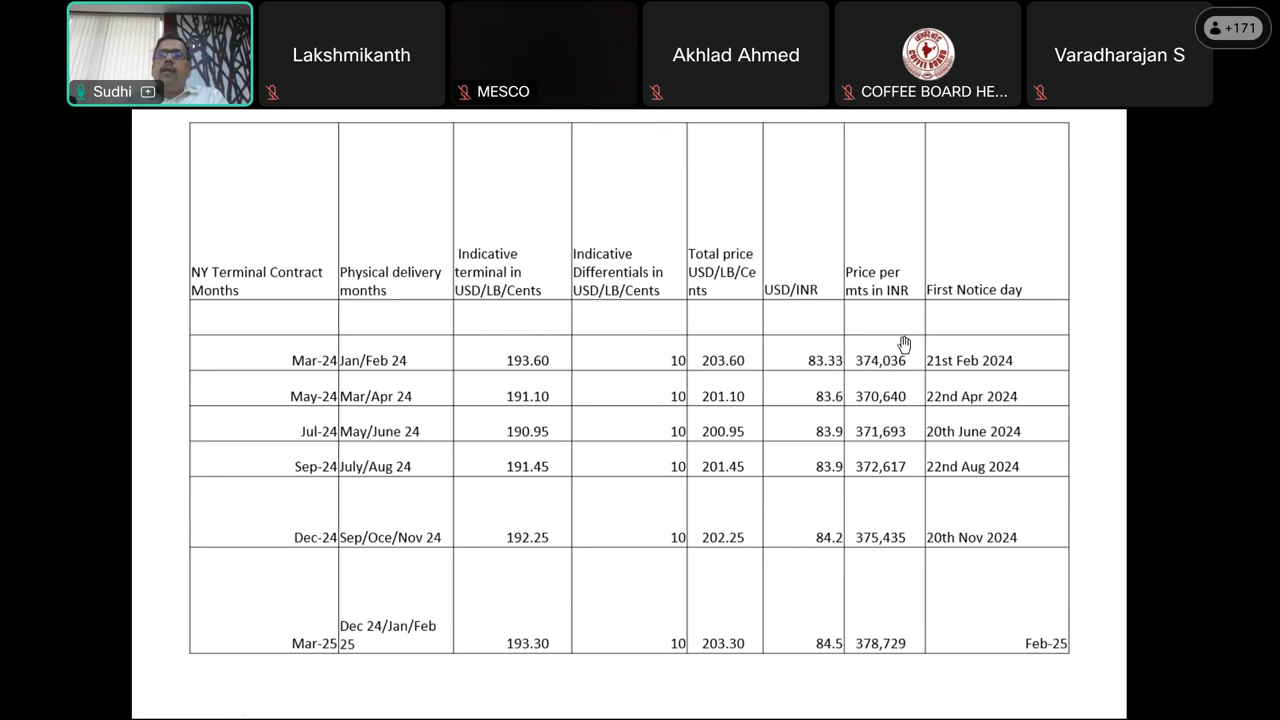 Sudhi
Lakshmikanth
MESCO
Akhlad Ahmed
COFFEE BOARD
COFFEE BOARD HE...
Varadharajan S
+171
NY Terminal Contract Months
Physical delivery months
Indicative terminal in USD/LB/Cents
Indicative Differentials in USD/LB/Cents
Total price USD/LB/Cents
USD/INR
Price per mts in INR
First Notice day
Mar-24 Jan/Feb 24 193.60 10 203.60 83.33 374,036 21st Feb 2024
May-24 Mar/Apr 24 191.10 10 201.10 83.6 370,640 22nd Apr 2024
Jul-24 May/June 24 190.95 10 200.95 83.9 371,693 20th June 2024
Sep-24 July/Aug 24 191.45 10 201.45 83.9 372,617 22nd Aug 2024
Dec-24 Sep/Oce/Nov 24 192.25 10 202.25 84.2 375,435 20th Nov 2024
Mar-25 Dec 24/Jan/Feb 25 193.30 10 203.30 84.5 378,729 Feb-25